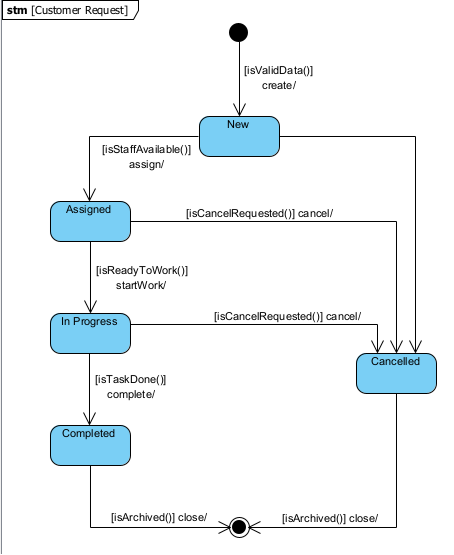 stm [Customer Request]
[isValidData()]
create/
New
[isStaffAvailable()]
assign/
Assigned
[isCancelRequested()] cancel/
[isReadyToWork()]
startWork/
In Progress
[isCancelRequested()] cancel/
Cancelled
[isTaskDone()]
complete/
Completed
[isArchived()] close/
[isArchived()] close/